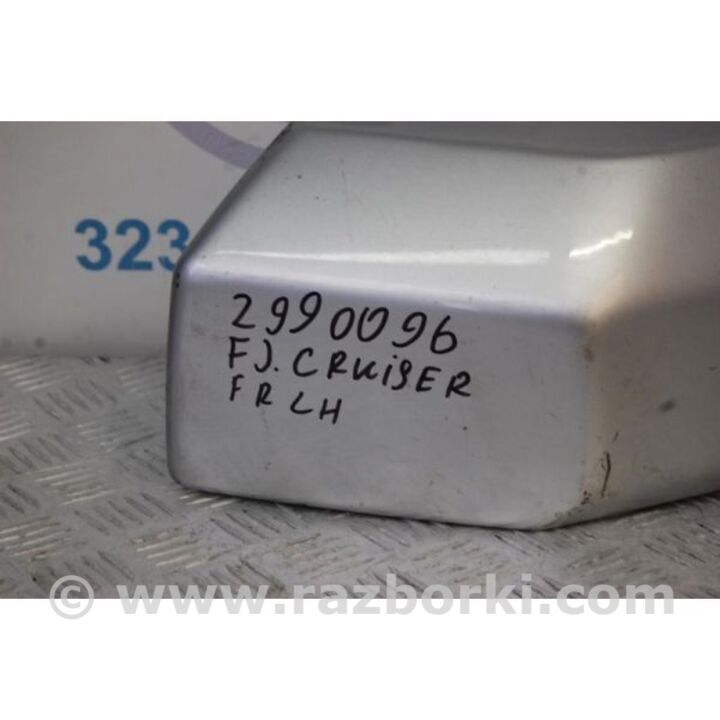 323
2990096
FJ. CRUISER
FR LH
© www.razborki.com